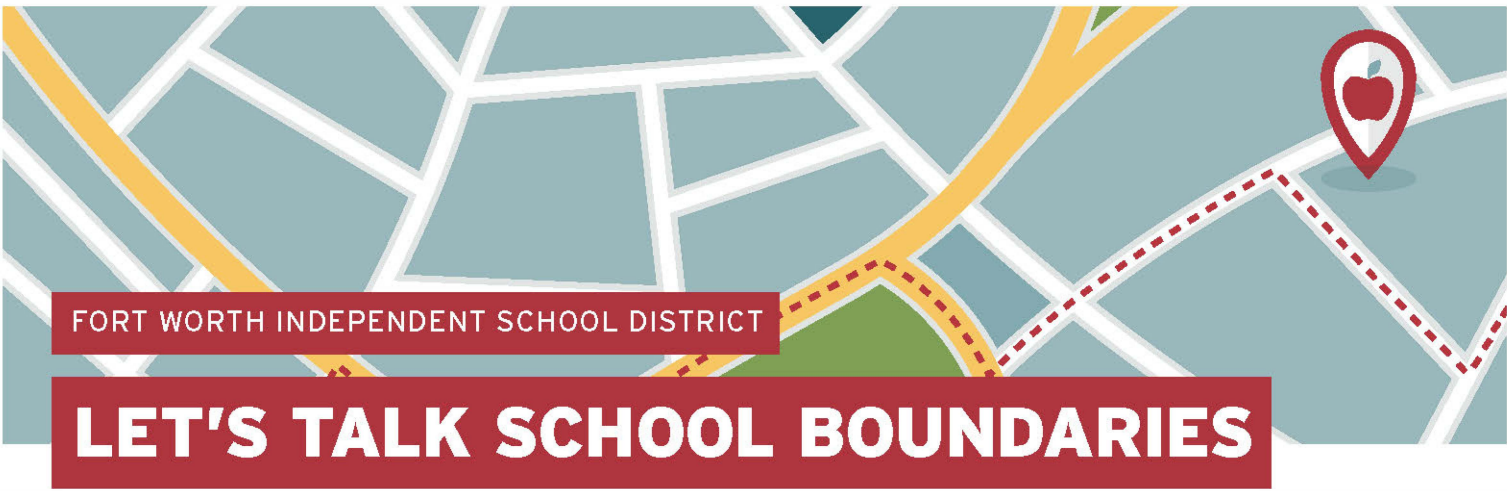 FORT WORTH INDEPENDENT SCHOOL DISTRICT
LET'S TALK SCHOOL BOUNDARIES